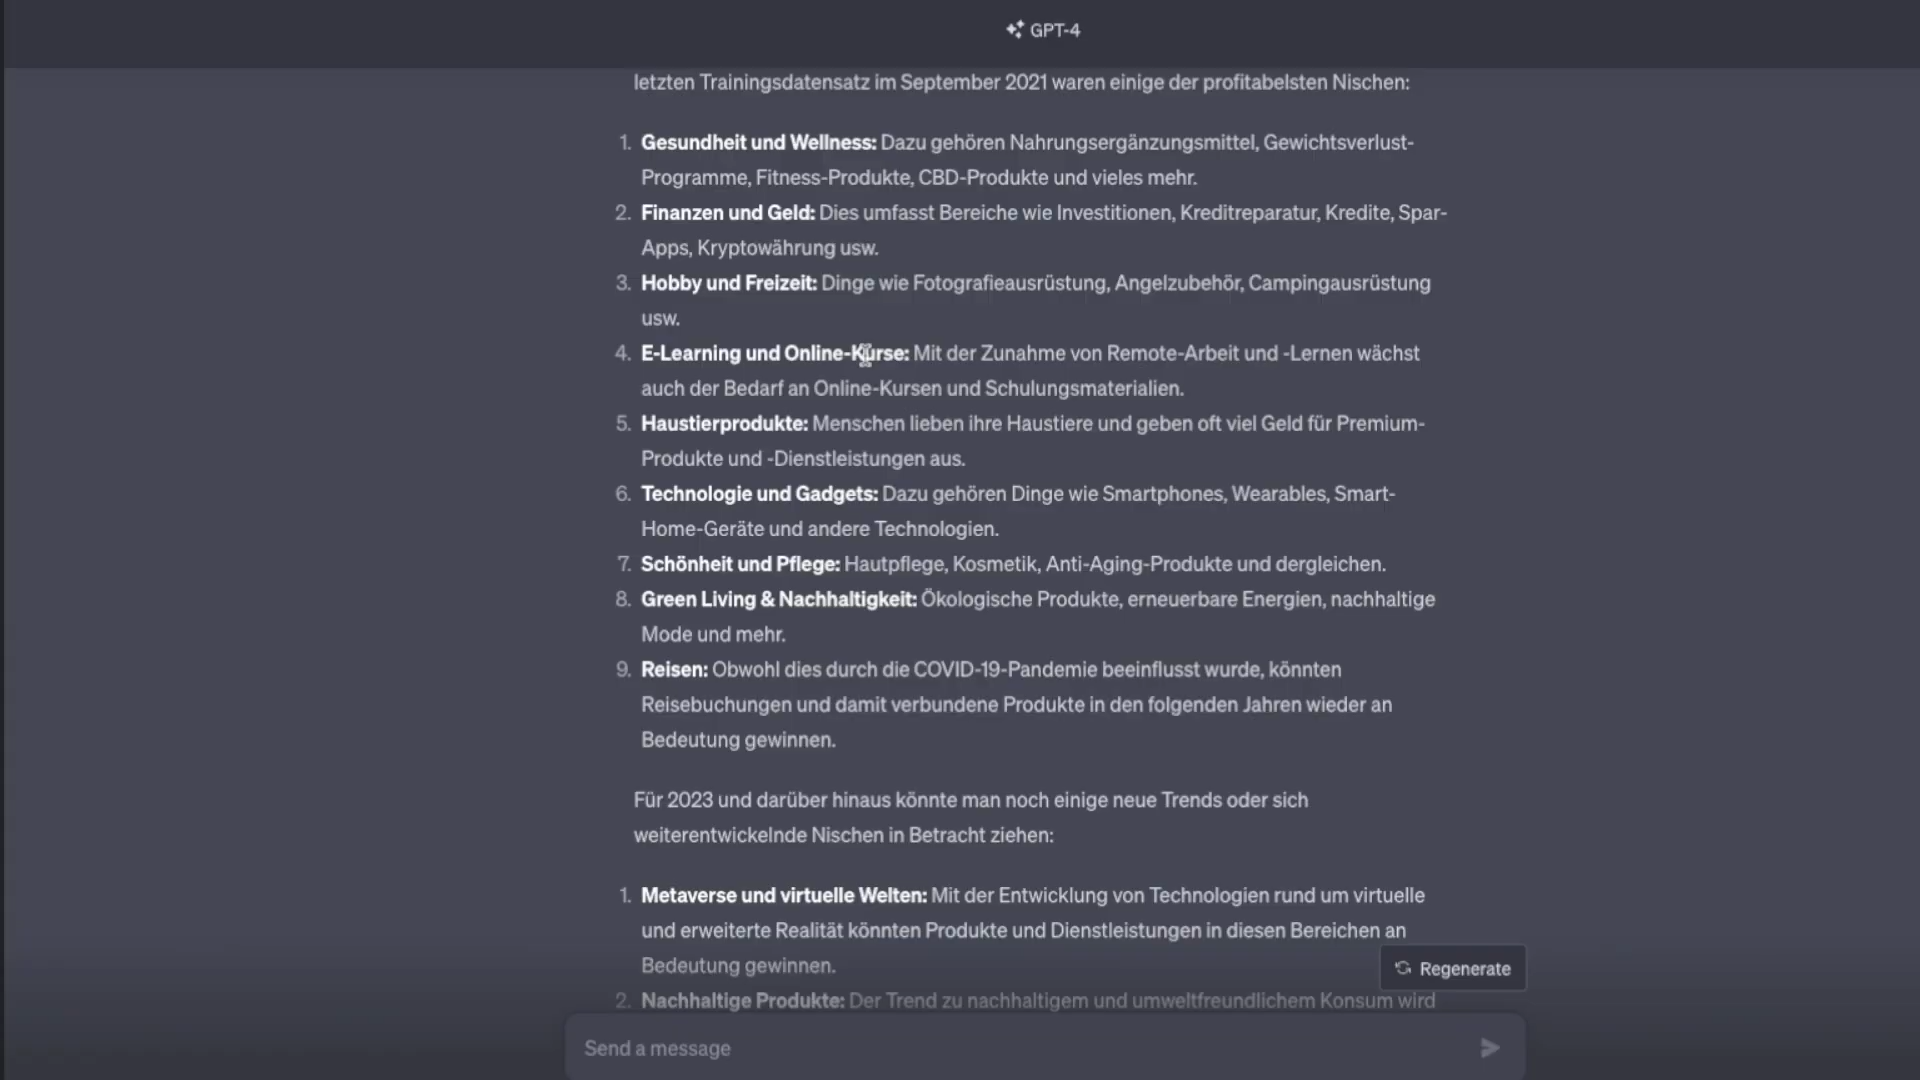 GPT-4
letzten Trainingsdatensatz im September 2021 waren einige der profitabelsten Nischen:
1. Gesundheit und Wellness: Dazu gehören Nahrungsergänzungsmittel, Gewichtsverlust-
Programme, Fitness-Produkte, CBD-Produkte und vieles mehr.
2. Finanzen und Geld: Dies umfasst Bereiche wie Investitionen, Kreditreparatur, Kredite, Spar-
Apps, Kryptowährung usw.
3. Hobby und Freizeit: Dinge wie Fotografieausrüstung, Angelzubehör, Campingausrüstung
usw.
4. E-Learning und Online-Kurse: Mit der Zunahme von Remote-Arbeit und -Lernen wächst
auch der Bedarf an Online-Kursen und Schulungsmaterialien.
5. Haustierprodukte: Menschen lieben ihre Haustiere und geben oft viel Geld für Premium-
Produkte und -Dienstleistungen aus.
6. Technologie und Gadgets: Dazu gehören Dinge wie Smartphones, Wearables, Smart-
Home-Geräte und andere Technologien.
7. Schönheit und Pflege: Hautpflege, Kosmetik, Anti-Aging-Produkte und dergleichen.
8. Green Living & Nachhaltigkeit: Ökologische Produkte, erneuerbare Energien, nachhaltige
Mode und mehr.
9. Reisen: Obwohl dies durch die COVID-19-Pandemie beeinflusst wurde, könnten
Reisebuchungen und damit verbundene Produkte in den folgenden Jahren wieder an
Bedeutung gewinnen.
Für 2023 und darüber hinaus könnte man noch einige neue Trends oder sich
weiterentwickelnde Nischen in Betracht ziehen:
1. Metaverse und virtuelle Welten: Mit der Entwicklung von Technologien rund um virtuelle
und erweiterte Realität könnten Produkte und Dienstleistungen in diesen Bereichen an
Bedeutung gewinnen.
Regenerate
2. Nachhaltige Produkte: Der Trend zu nachhaltigem und umweltfreundlichem Konsum wird
Send a message